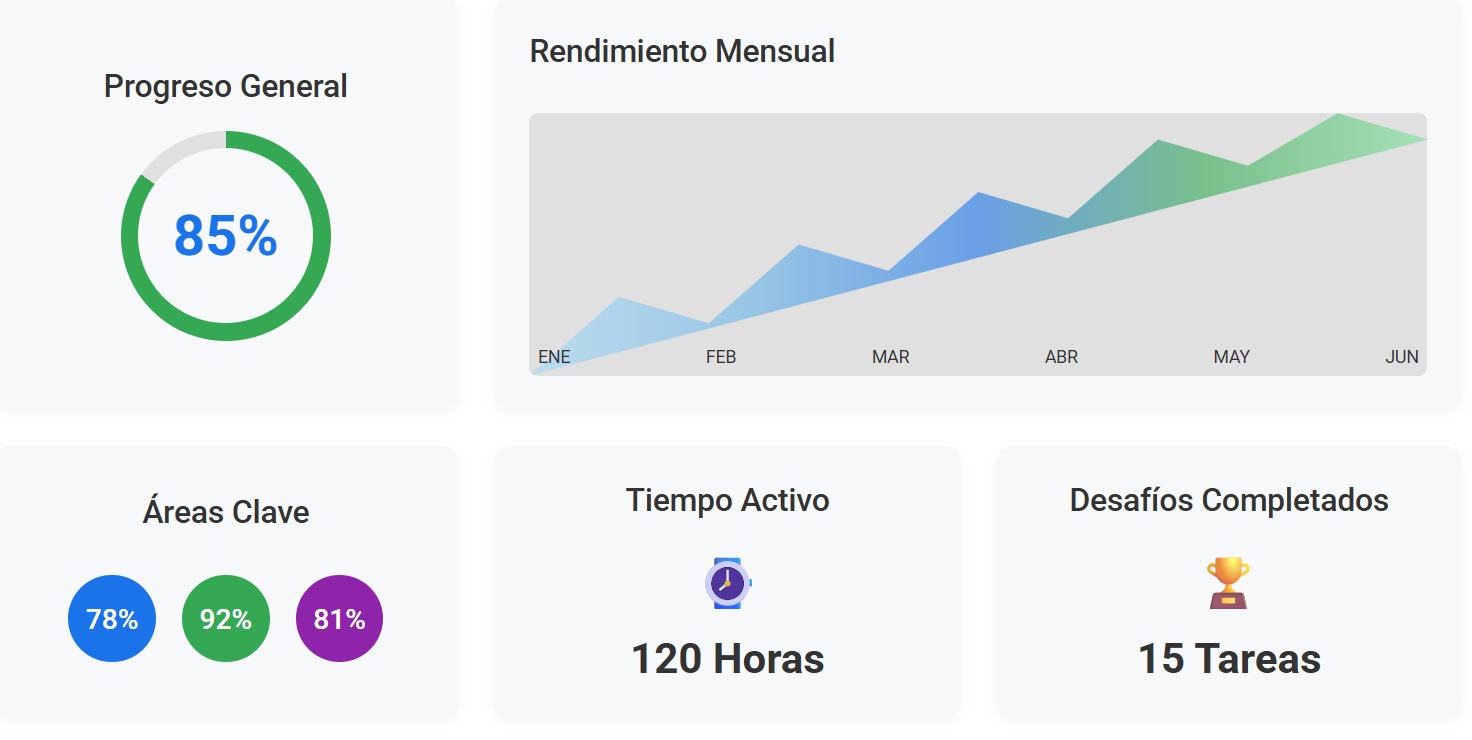 Progreso General
85%
Rendimiento Mensual
ENE FEB MAR ABR MAY JUN
Áreas Clave
78% 92% 81%
Tiempo Activo
120 Horas
Desafíos Completados
15 Tareas